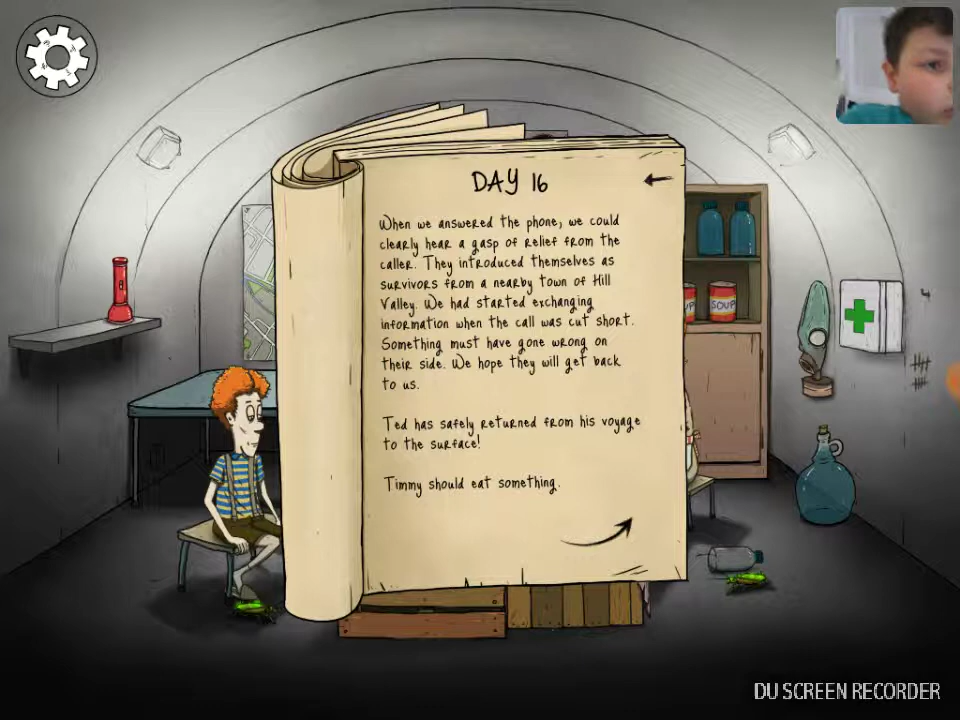 DAY 16
When we answered the phone, we could
clearly hear a gasp of relief from the
caller. They introduced themselves as
survivors from a nearby town of Hill
Valley. We had started exchanging
information when the call was cut short.
Something must have gone wrong on
their side. We hope they will get back
to us.
Ted has safely returned from his voyage
to the surface!
Timmy should eat something.
UP SOUP
DU SCREEN RECORDER